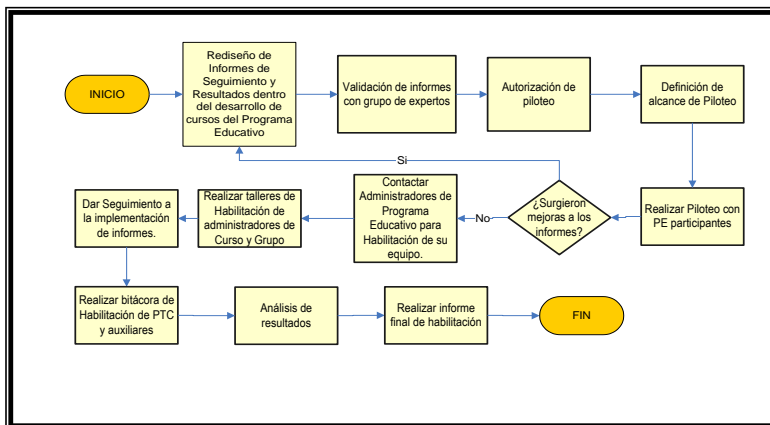 INICIO
Rediseño de
Informes de
Seguimiento y
Resultados dentro
del desarrollo de
cursos del Programa
Educativo
Validación de informes
con grupo de expertos
Autorización de
piloteo
Definición de
alcance de Piloteo
Si
Dar Seguimiento a
la implementación
de informes.
Realizar talleres de
Habilitación de
administradores de
Curso y Grupo
Contactar
Administradores de
Programa
Educativo para
Habilitación de su
equipo.
No
¿Surgieron
mejoras a los
informes?
Realizar Piloteo con
PE participantes
Realizar bitácora de
Habilitación de PTC
y auxiliares
Análisis de
resultados
Realizar informe
final de habilitación
FIN